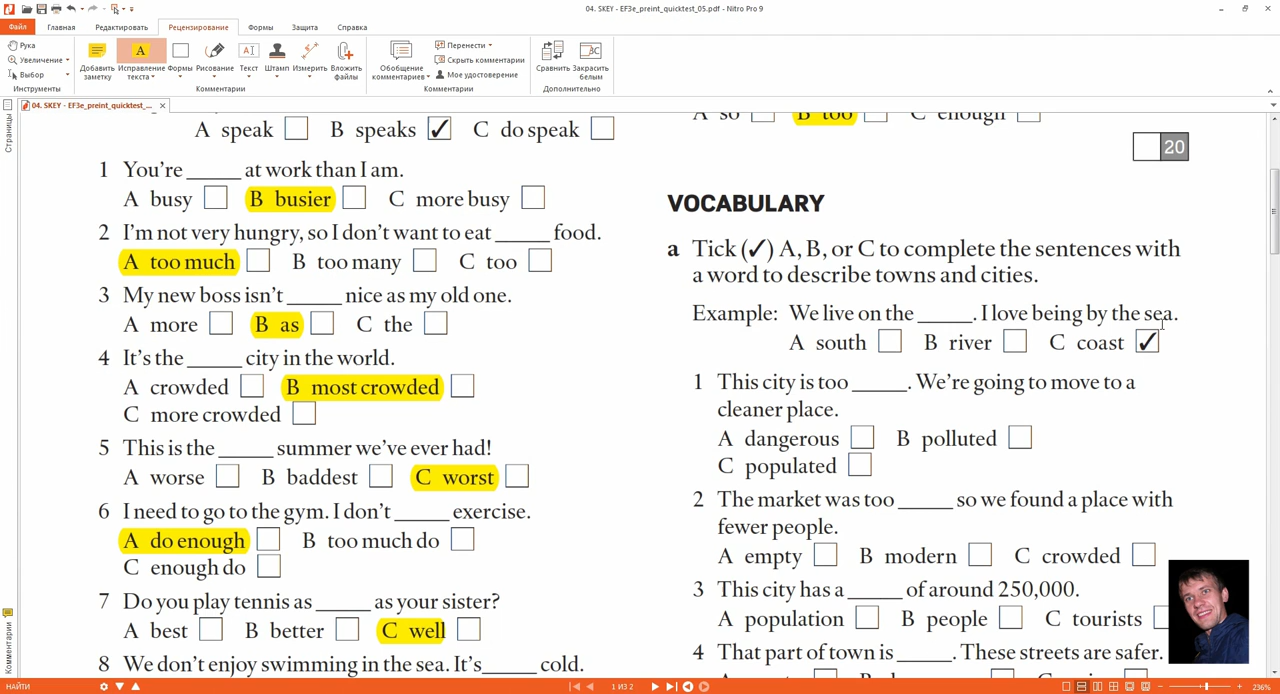 04. SKEY - EF3e_preint_quicktest_05.pdf - Nitro Pro 9
Файл Главная Редактировать Рецензирование Формы Защита Справка
Рука
Увеличение
Выбор
Инструменты
Добавить заметку
Исправление текста
Формы
Рисование
Текст
Штамп
Измерить
Вложить файлы
Комментарии
Обобщение комментариев
Перенести
Скрыть комментарии
Мое удостоверение
Комментарии
Сравнить
Закрасить белым
Дополнительно
04. SKEY - EF3e_preint_quicktest_...
Страницы
Комментарии
A speak B speaks ✓ C do speak
1 You're _____ at work than I am.
A busy B busier C more busy
2 I'm not very hungry, so I don't want to eat _____ food.
A too much B too many C too
3 My new boss isn't _____ nice as my old one.
A more B as C the
4 It's the _____ city in the world.
A crowded B most crowded
C more crowded
5 This is the _____ summer we've ever had!
A worse B baddest C worst
6 I need to go to the gym. I don't _____ exercise.
A do enough B too much do
C enough do
7 Do you play tennis as _____ as your sister?
A best B better C well
8 We don't enjoy swimming in the sea. It's _____ cold.
A so B too C enough
20
VOCABULARY
a Tick (✓) A, B, or C to complete the sentences with
a word to describe towns and cities.
Example: We live on the _____. I love being by the sea.
A south B river C coast ✓
1 This city is too _____. We're going to move to a
cleaner place.
A dangerous B polluted
C populated
2 The market was too _____ so we found a place with
fewer people.
A empty B modern C crowded
3 This city has a _____ of around 250,000.
A population B people C tourists
4 That part of town is _____. These streets are safer.
НАЙТИ
1 ИЗ 2
236%